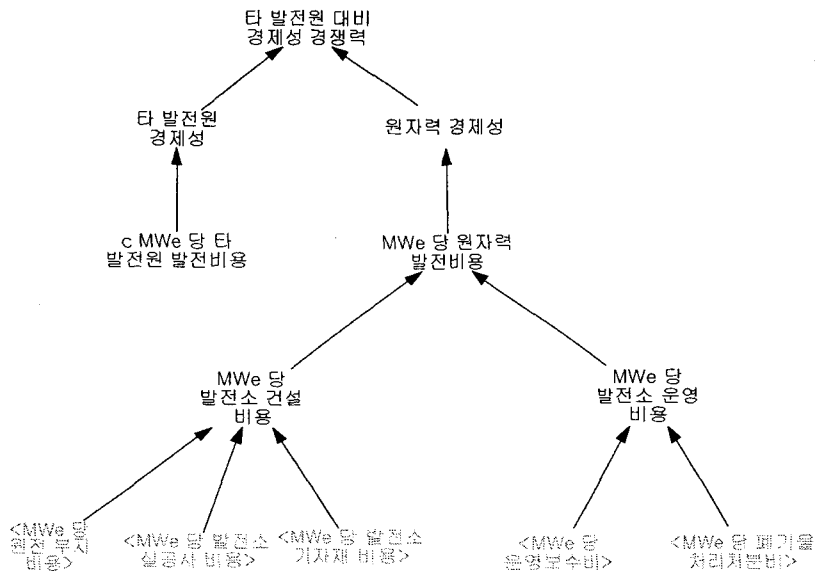 타 발전원 대비
경제성 경쟁력
타 발전원
경제성
원자력 경제성
c MWe 당 타
발전원 발전비용
MWe 당 원자력
발전비용
MWe 당
발전소 건설
비용
MWe 당
발전소 운영
비용
<MWe 당
원전 부지
비용>
<MWe 당 발전소
실공사 비용>
<MWe 당 발전소
기자재 비용>
<MWe 당
운영보수비>
<MWe 당 폐기물
처리처분비>